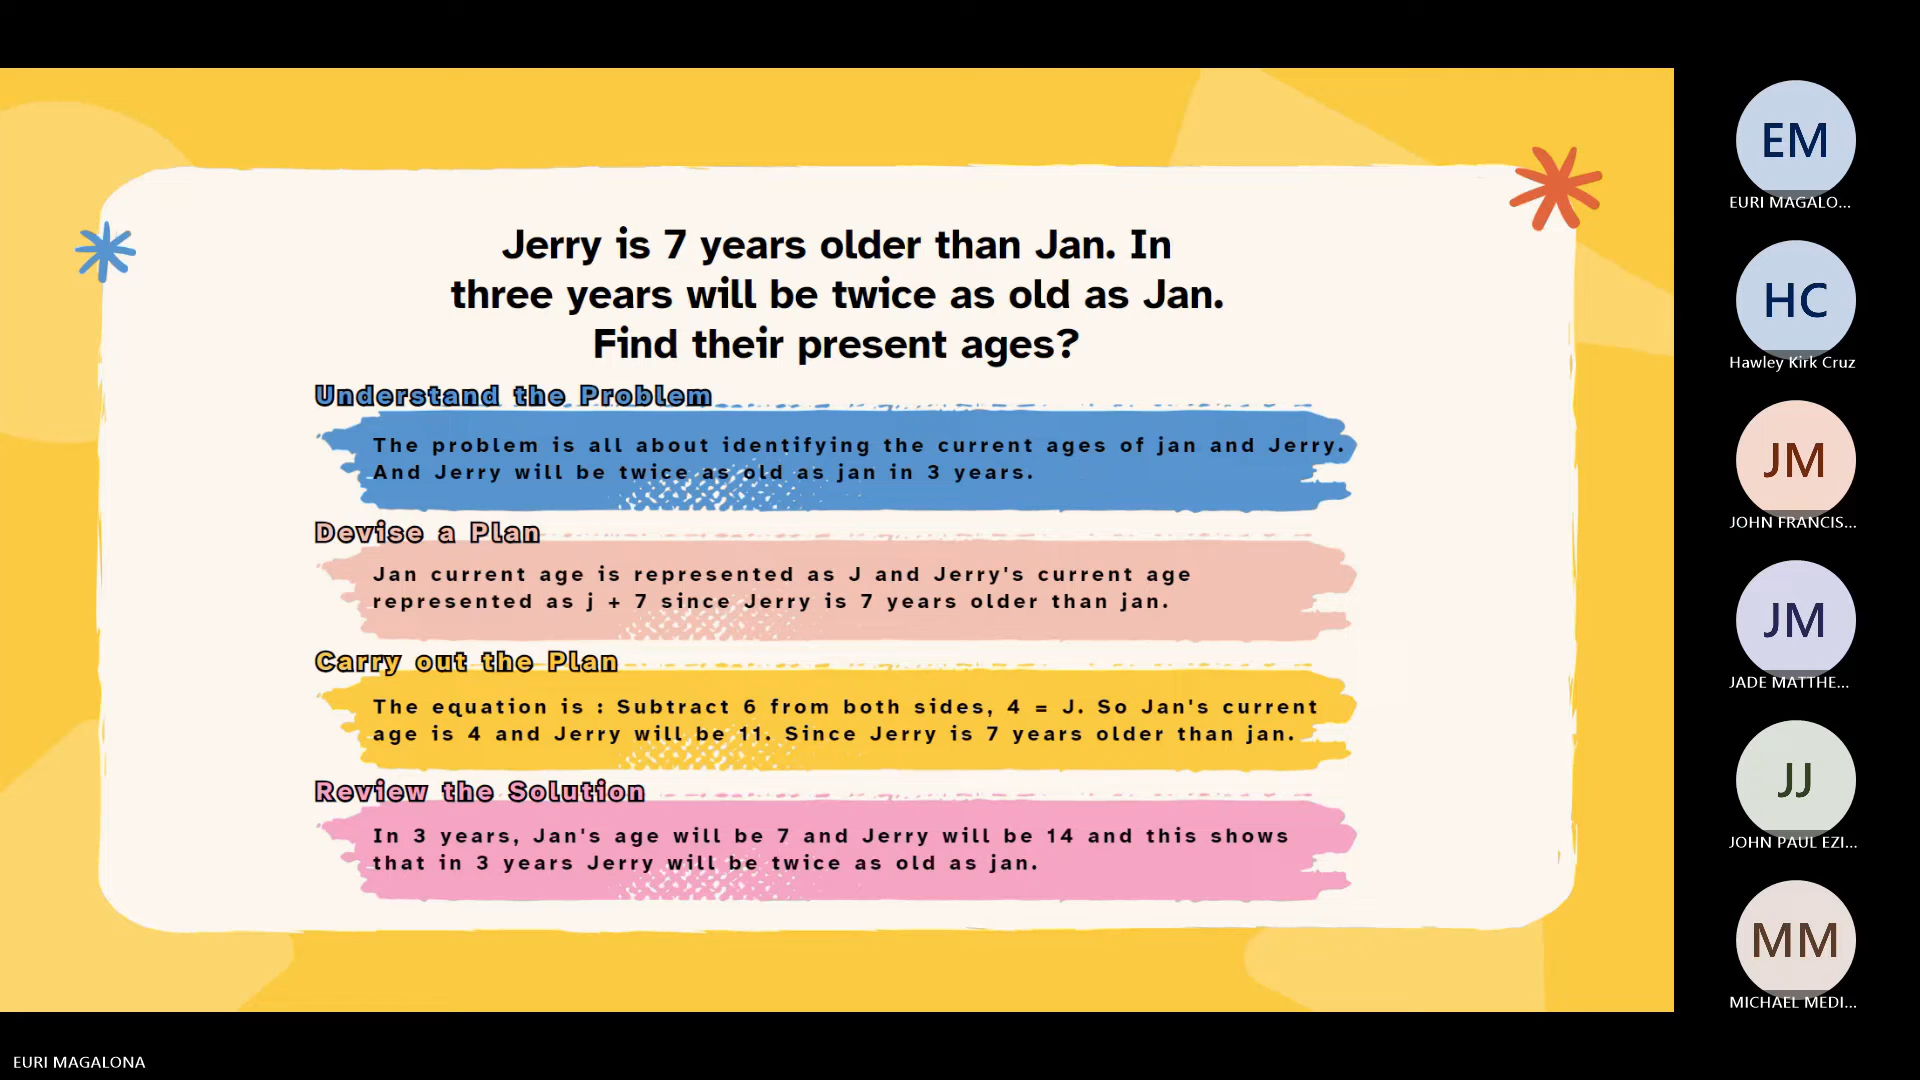 Jerry is 7 years older than Jan. In
three years will be twice as old as Jan.
Find their present ages?
Understand the Problem
The problem is all about identifying the current ages of jan and Jerry.
And Jerry will be twice as old as jan in 3 years.
Devise a Plan
Jan current age is represented as J and Jerry's current age
represented as j + 7 since Jerry is 7 years older than jan.
Carry out the Plan
The equation is : Subtract 6 from both sides, 4 = J. So Jan's current
age is 4 and Jerry will be 11. Since Jerry is 7 years older than jan.
Review the Solution
In 3 years, Jan's age will be 7 and Jerry will be 14 and this shows
that in 3 years Jerry will be twice as old as jan.
EM
EURI MAGALO...
HC
Hawley Kirk Cruz
JM
JOHN FRANCIS...
JM
JADE MATTHE...
JJ
JOHN PAUL EZI...
MM
MICHAEL MEDI...
EURI MAGALONA